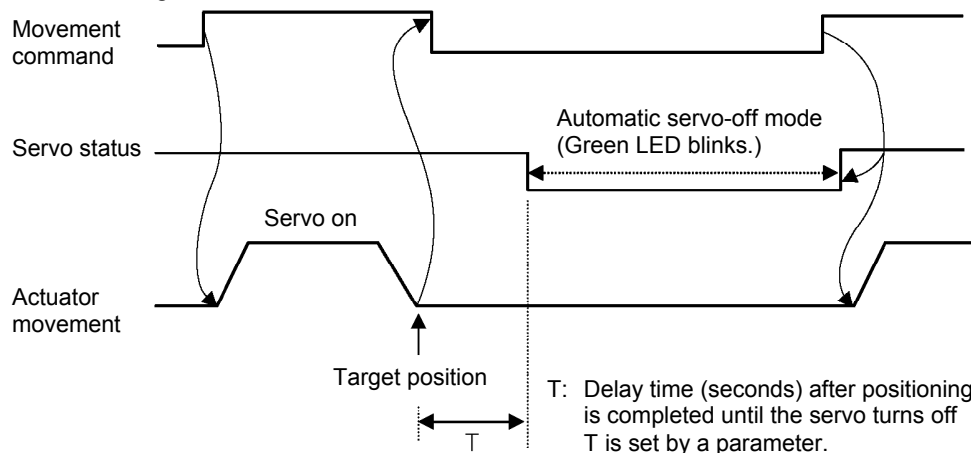 Movement
command
Automatic servo-off mode
(Green LED blinks.)
Servo status
Servo on
Actuator
movement
Target position
T
T: Delay time (seconds) after positioning
is completed until the servo turns off
T is set by a parameter.